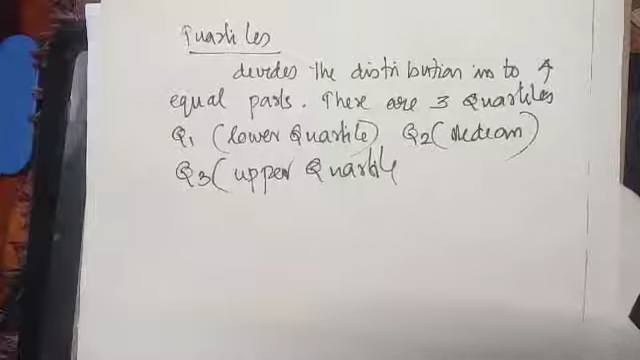 Quartiles
devides the distribution in to 4
equal parts. There are 3 Quartiles
Q1 (lower Quartile) Q2 (Median)
Q3 (upper Quartile